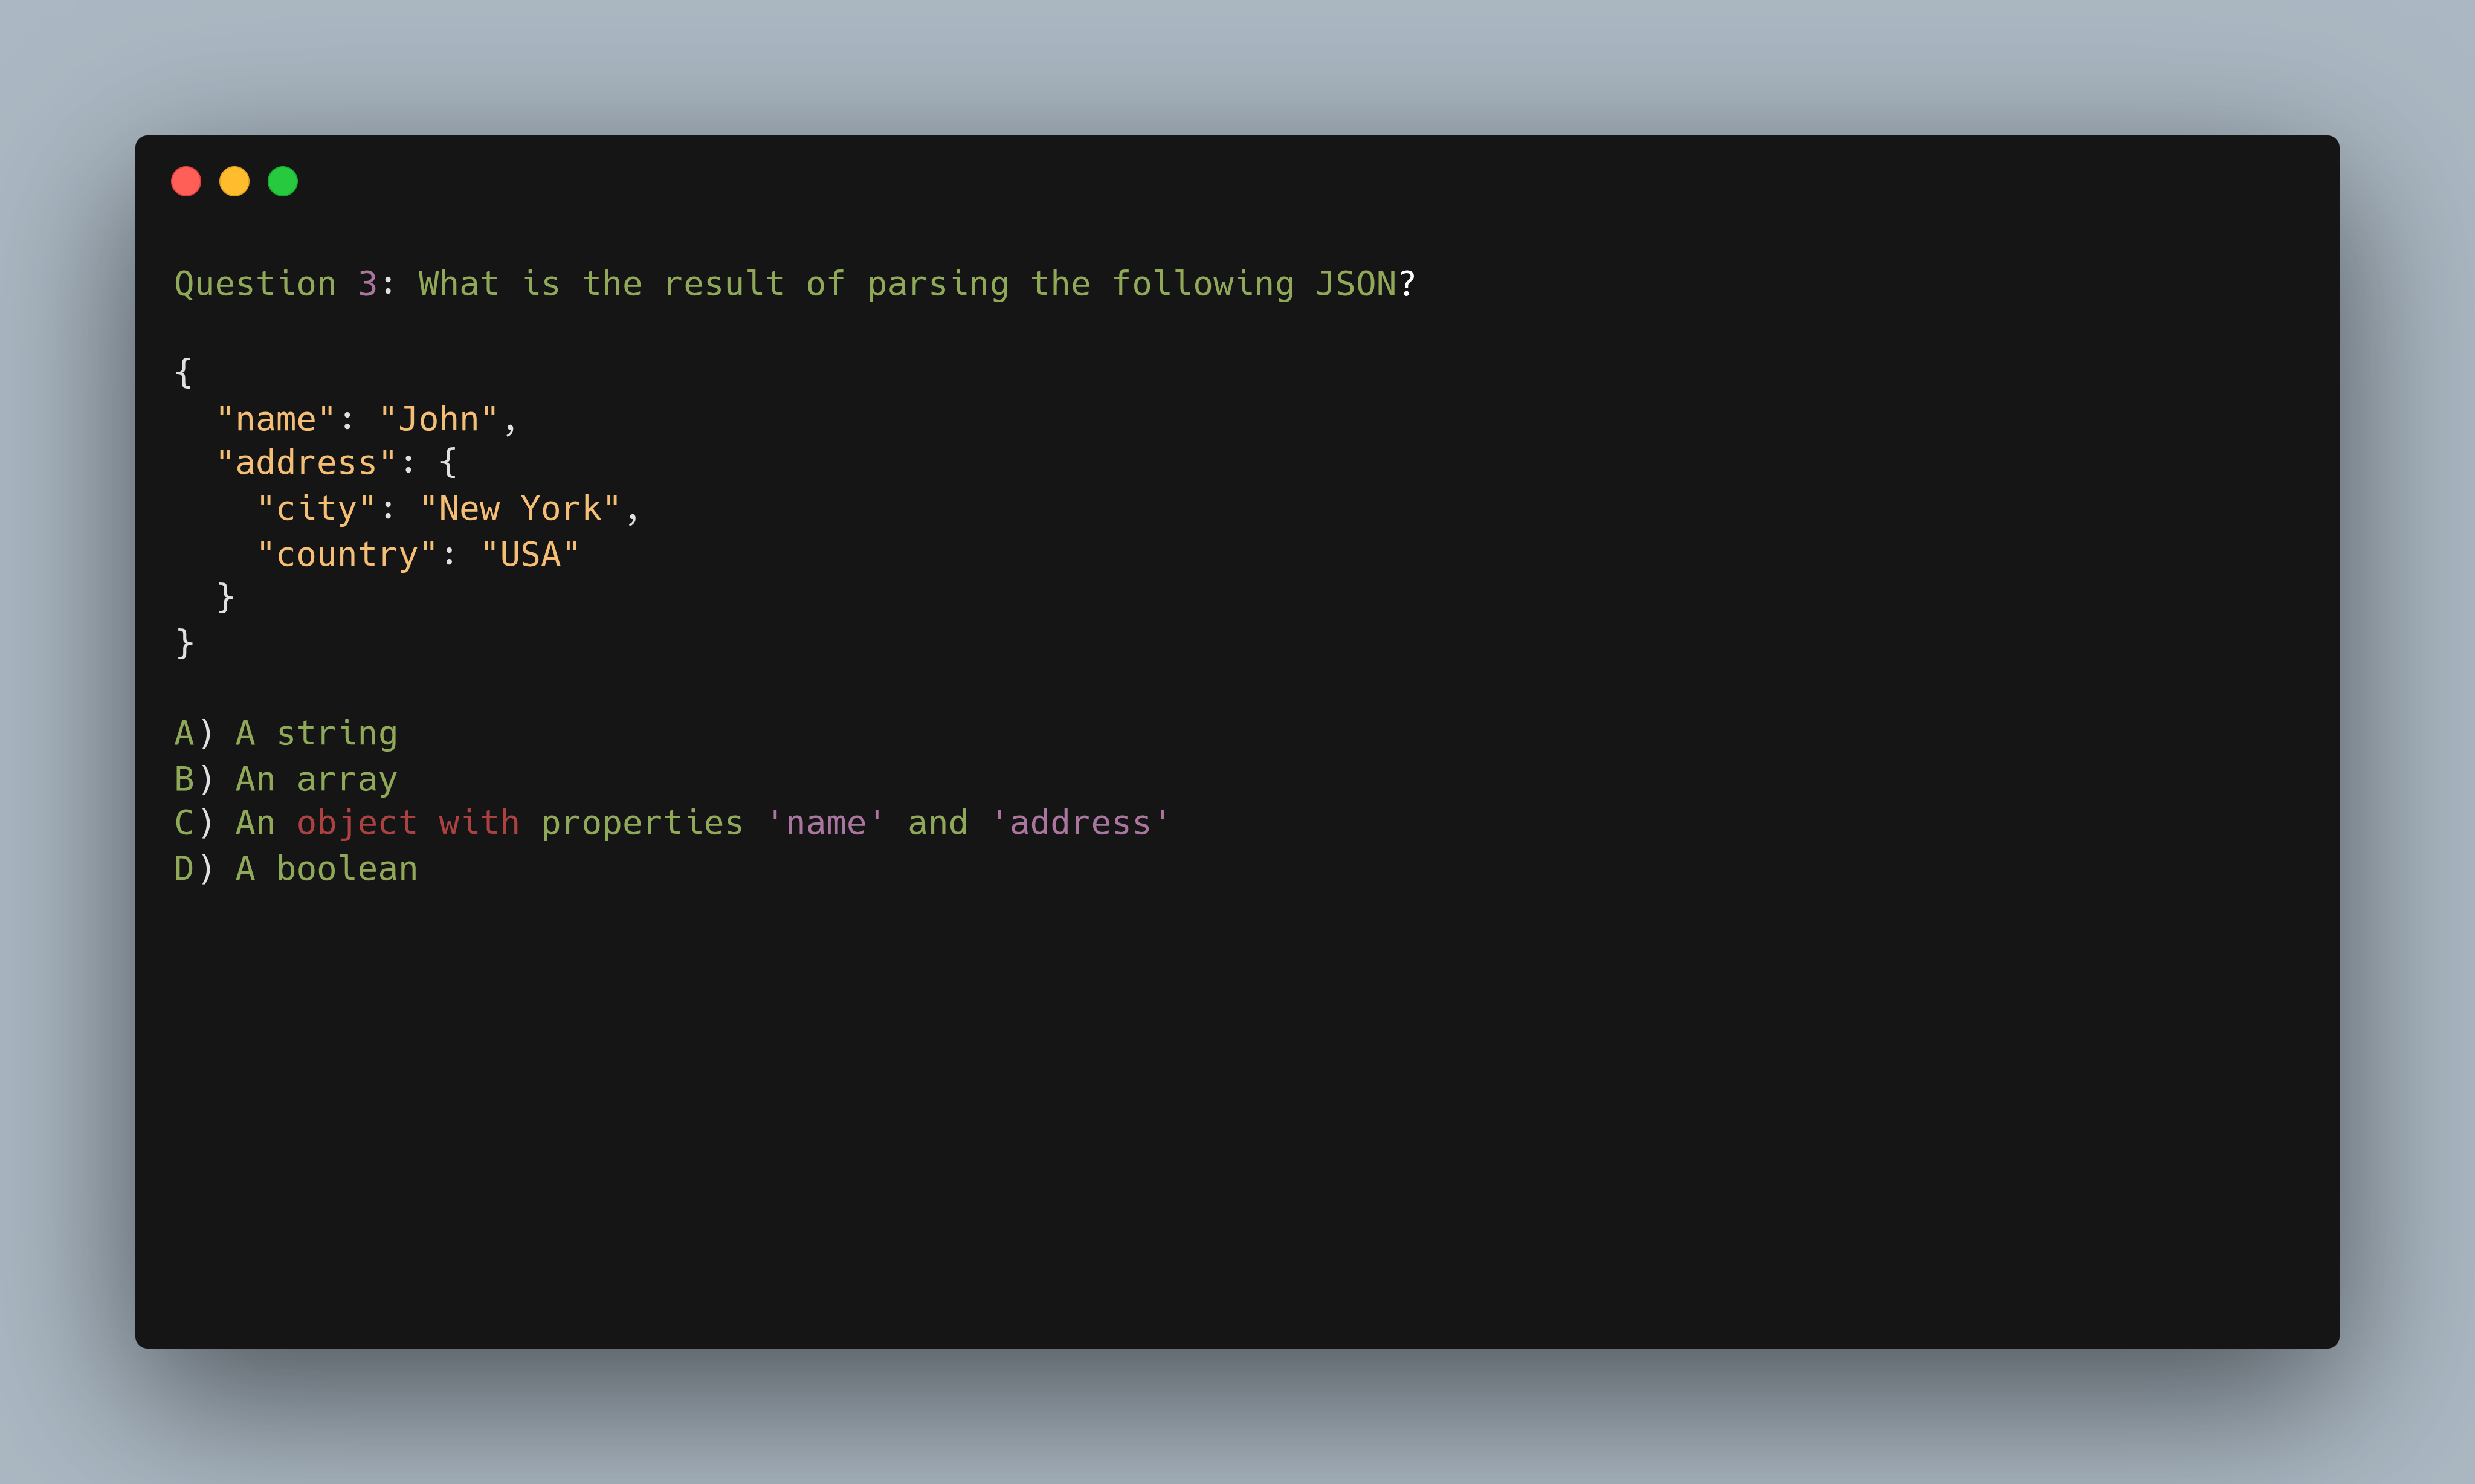 Question 3: What is the result of parsing the following JSON?
{
  "name": "John",
  "address": {
    "city": "New York",
    "country": "USA"
  }
}
A) A string
B) An array
C) An object with properties 'name' and 'address'
D) A boolean